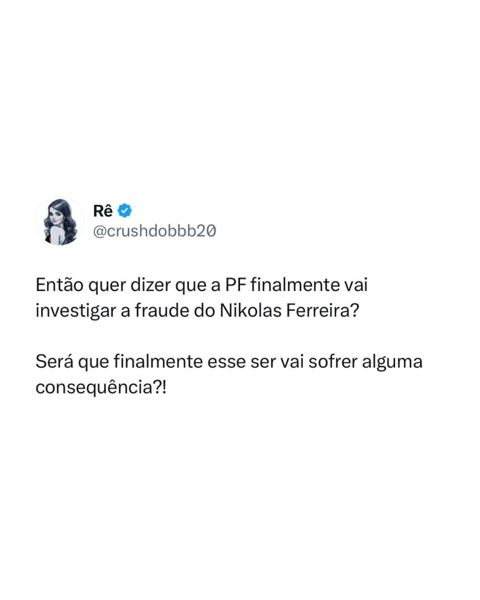 Rê
@crushdobbb20
Então quer dizer que a PF finalmente vai
investigar a fraude do Nikolas Ferreira?
Será que finalmente esse ser vai sofrer alguma
consequência?!